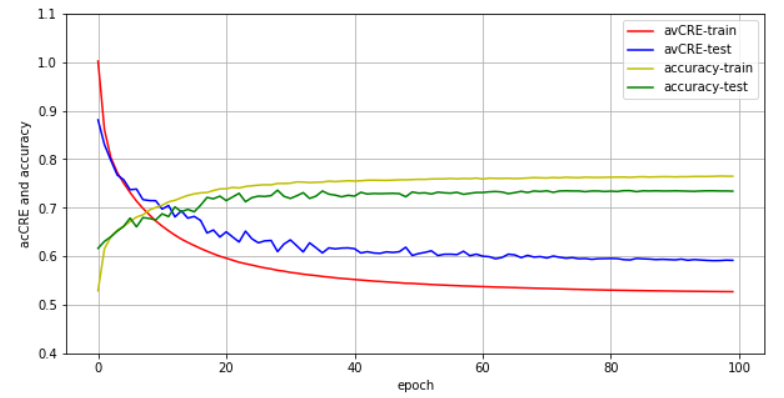 1.1
1.0
0.9
0.8
0.7
0.6
0.5
0.4
acCRE and accuracy
avCRE-train
avCRE-test
accuracy-train
accuracy-test
0 20 40 60 80 100
epoch